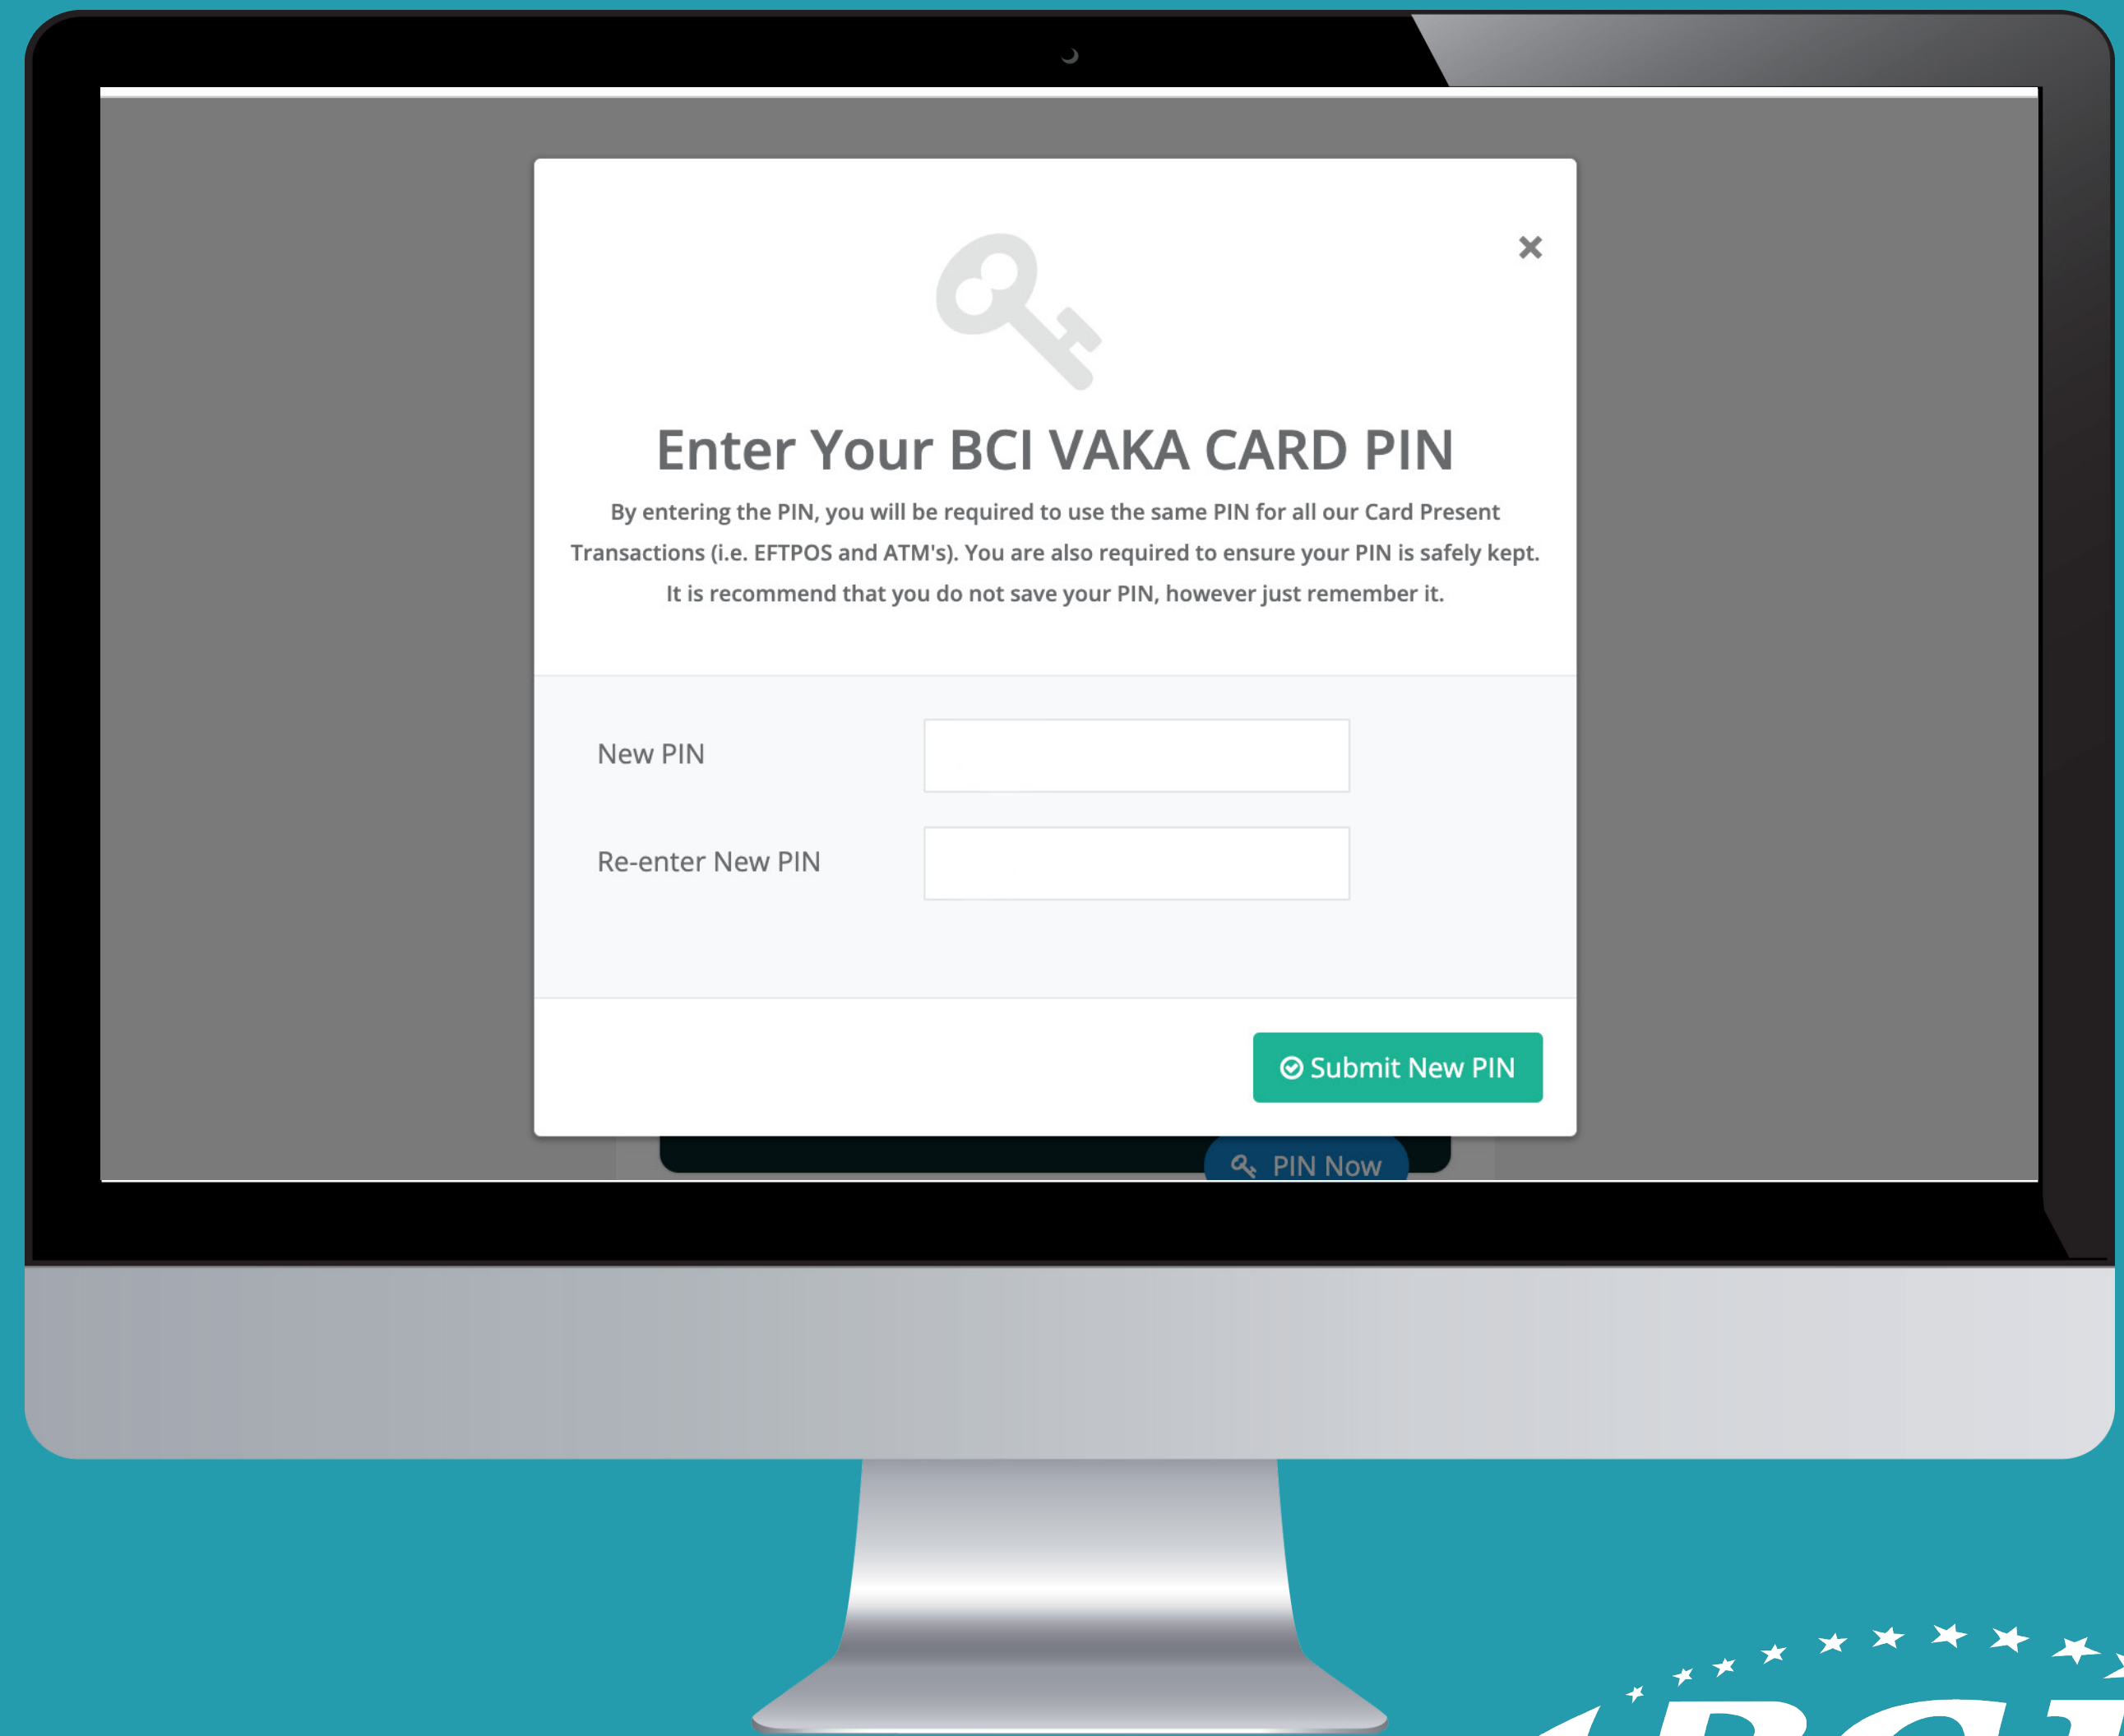 Enter Your BCI VAKA CARD PIN
By entering the PIN, you will be required to use the same PIN for all our Card Present
Transactions (i.e. EFTPOS and ATM's). You are also required to ensure your PIN is safely kept.
It is recommend that you do not save your PIN, however just remember it.
New PIN
Re-enter New PIN
Submit New PIN
PIN Now
BCI